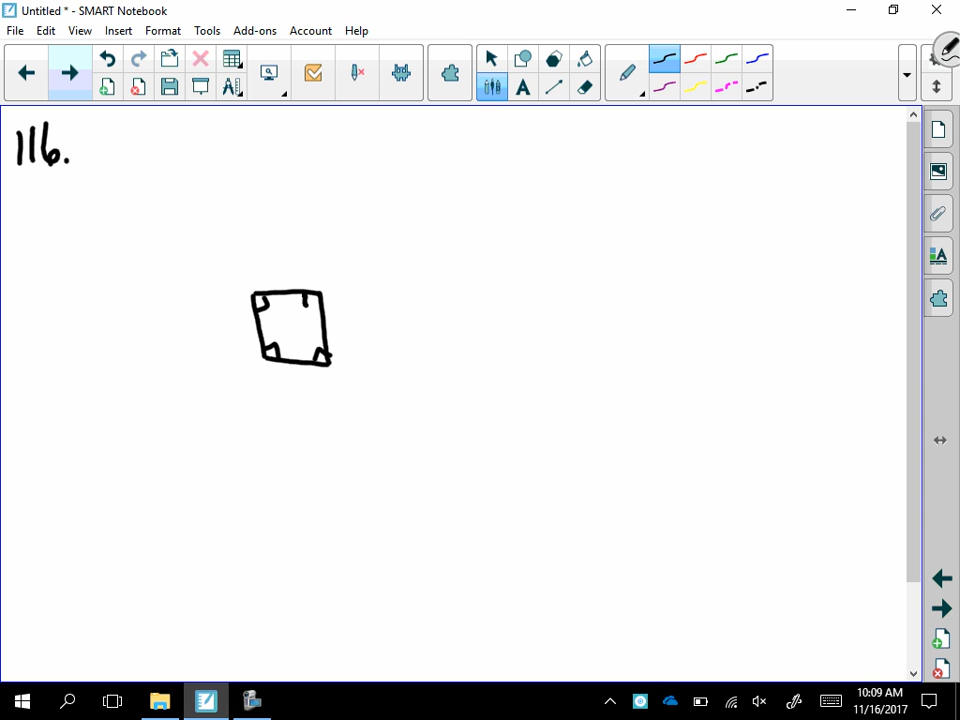 Untitled * - SMART Notebook
File Edit View Insert Format Tools Add-ons Account Help
116.
10:09 AM
11/16/2017